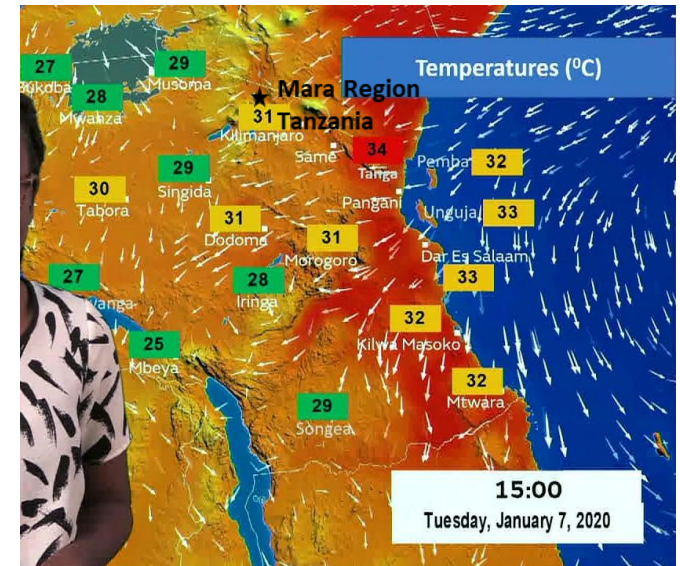 Temperatures (⁰C)
27
29
Bukoba
Musoma
28
Mwanza
Mara Region
Tanzania
31
Kilimanjaro
Same
34
Tanga
Pemba
32
29
Singida
30
Tabora
Pangani
Unguja
33
31
Dodoma
31
Morogoro
Dar Es Salaam
33
27
28
Iringa
vanga
32
Kilwa Masoko
25
Mbeya
32
Mtwara
29
Songea
15:00
Tuesday, January 7, 2020